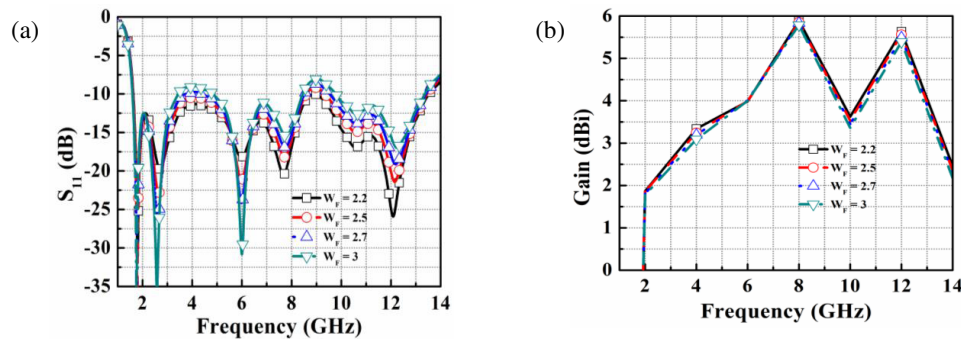 (a)
0
-5
-10
-15
-20
-25
-30
-35
S11 (dB)
2 4 6 8 10 12 14
Frequency (GHz)
WF = 2.2
WF = 2.5
WF = 2.7
WF = 3
(b)
6
5
4
3
2
1
0
Gain (dBi)
2 4 6 8 10 12 14
Frequency (GHz)
WF = 2.2
WF = 2.5
WF = 2.7
WF = 3